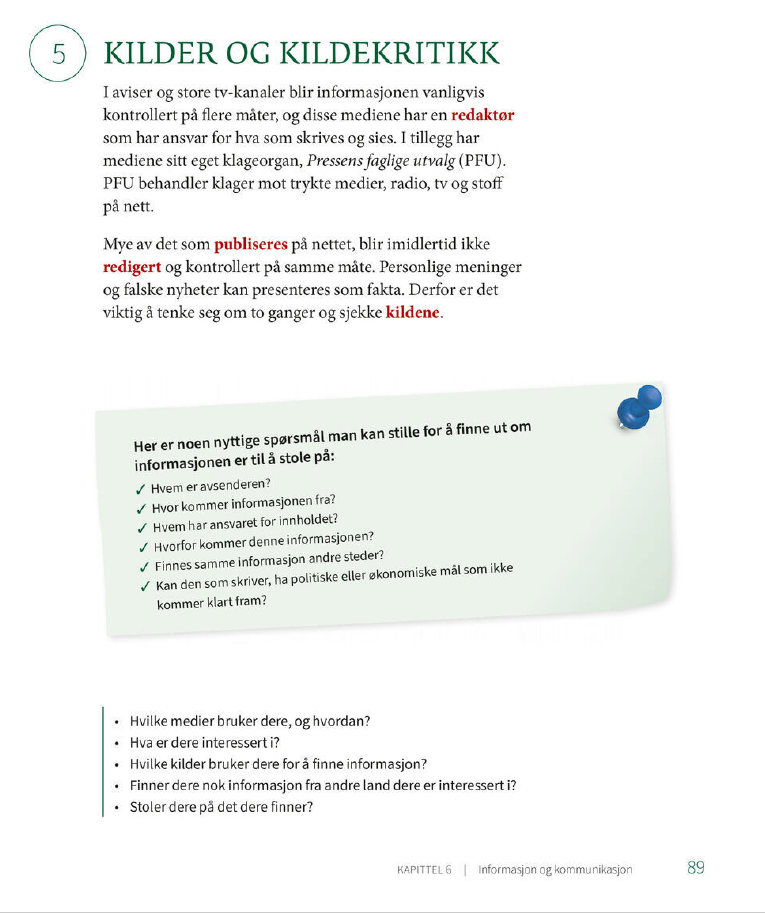 5
KILDER OG KILDEKRITIKK
I aviser og store tv-kanaler blir informasjonen vanligvis
kontrollert på flere måter, og disse mediene har en redaktør
som har ansvar for hva som skrives og sies. I tillegg har
mediene sitt eget klageorgan, Pressens faglige utvalg (PFU).
PFU behandler klager mot trykte medier, radio, tv og stoff
på nett.
Mye av det som publiseres på nettet, blir imidlertid ikke
redigert og kontrollert på samme måte. Personlige meninger
og falske nyheter kan presenteres som fakta. Derfor er det
viktig å tenke seg om to ganger og sjekke kildene.
Her er noen nyttige spørsmål man kan stille for å finne ut om
informasjonen er til å stole på:
✓ Hvem er avsenderen?
✓ Hvor kommer informasjonen fra?
✓ Hvem har ansvaret for innholdet?
✓ Hvorfor kommer denne informasjonen?
✓ Finnes samme informasjon andre steder?
✓ Kan den som skriver, ha politiske eller økonomiske mål som ikke
kommer klart fram?
• Hvilke medier bruker dere, og hvordan?
• Hva er dere interessert i?
• Hvilke kilder bruker dere for å finne informasjon?
• Finner dere nok informasjon fra andre land dere er interessert i?
• Stoler dere på det dere finner?
KAPITTEL 6 | Informasjon og kommunikasjon 89